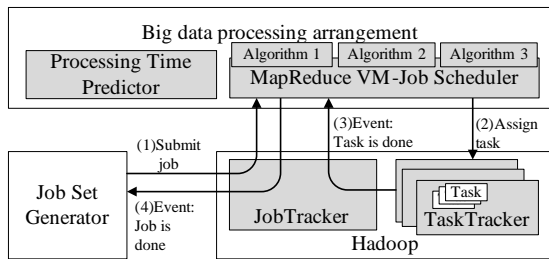 Big data processing arrangement
Algorithm 1
Algorithm 2
Algorithm 3
Processing Time
Predictor
MapReduce VM-Job Scheduler
(1)Submit
job
(3)Event:
Task is done
(2)Assign
task
Job Set
Generator
(4)Event:
Job is
done
JobTracker
Task
TaskTracker
Hadoop